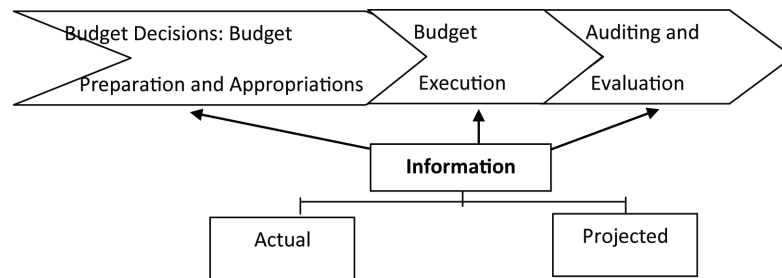 Budget Decisions: Budget
Preparation and Appropriations
Budget
Execution
Auditing and
Evaluation
Information
Actual
Projected